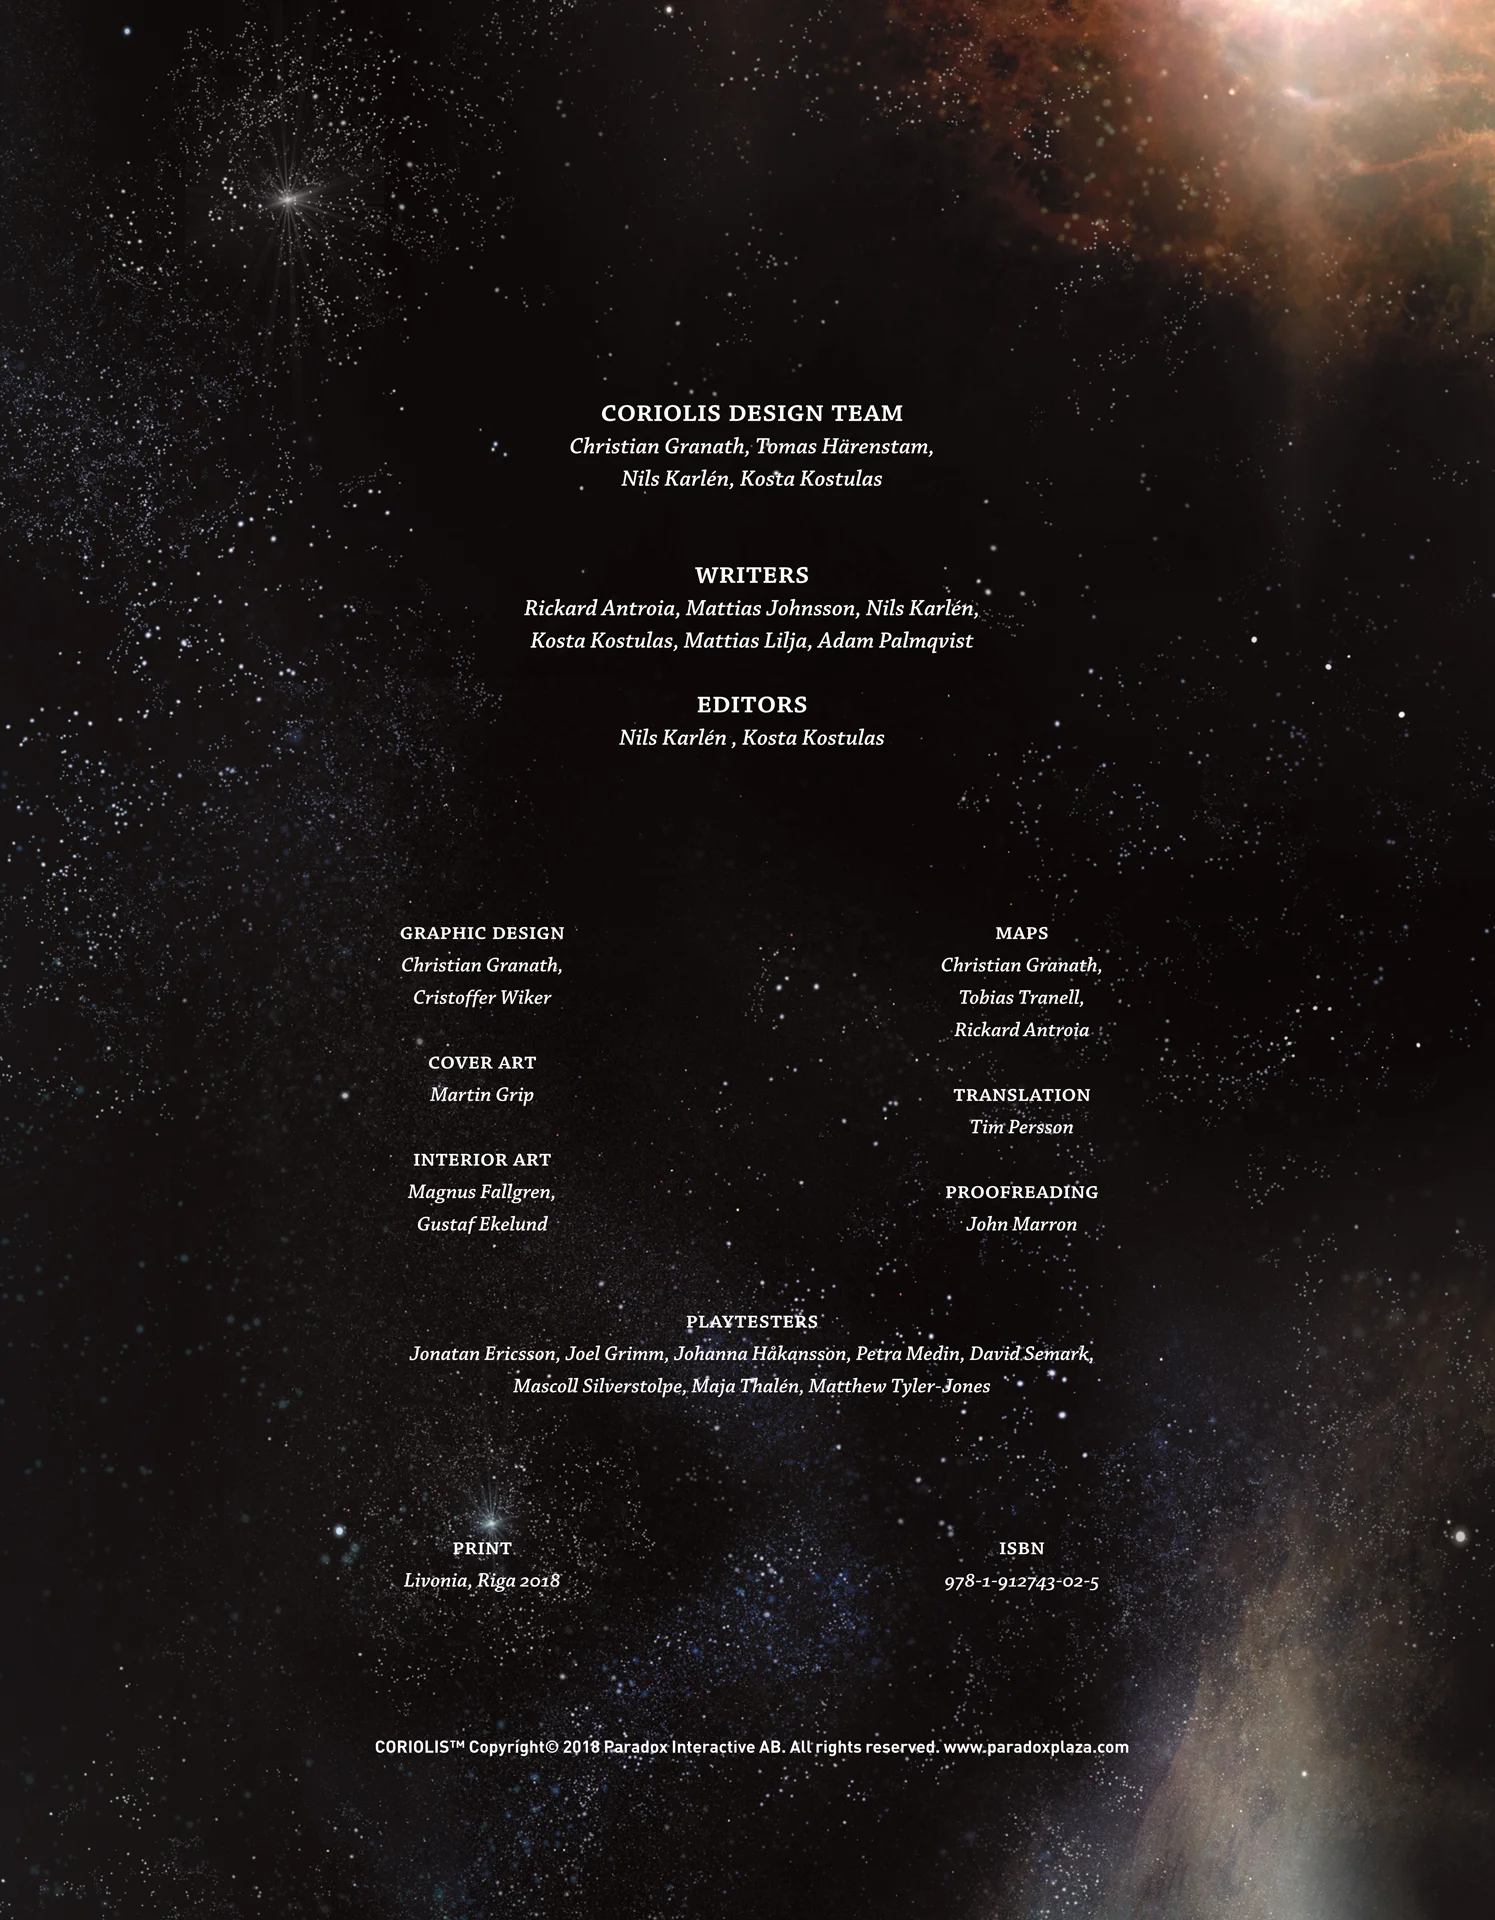 CORIOLIS DESIGN TEAM
Christian Granath, Tomas Härenstam,
Nils Karlén, Kosta Kostulas
WRITERS
Rickard Antroia, Mattias Johnsson, Nils Karlén,
Kosta Kostulas, Mattias Lilja, Adam Palmqvist
EDITORS
Nils Karlén , Kosta Kostulas
GRAPHIC DESIGN
Christian Granath,
Cristoffer Wiker
COVER ART
Martin Grip
INTERIOR ART
Magnus Fallgren,
Gustaf Ekelund
MAPS
Christian Granath,
Tobias Tranell,
Rickard Antroia
TRANSLATION
Tim Persson
PROOFREADING
John Marron
PLAYTESTERS
Jonatan Ericsson, Joel Grimm, Johanna Håkansson, Petra Medin, David Semark,
Mascoll Silverstolpe, Maja Thalén, Matthew Tyler-Jones
PRINT
Livonia, Riga 2018
ISBN
978-1-912743-02-5
CORIOLIS™ Copyright© 2018 Paradox Interactive AB. All rights reserved. www.paradoxplaza.com